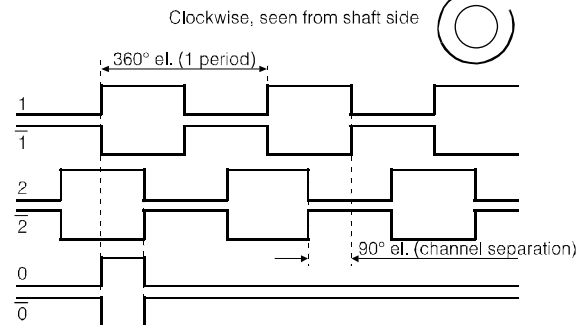 Clockwise, seen from shaft side
360° el. (1 period)
1
1̅
2
2̅
90° el. (channel separation)
0
0̅